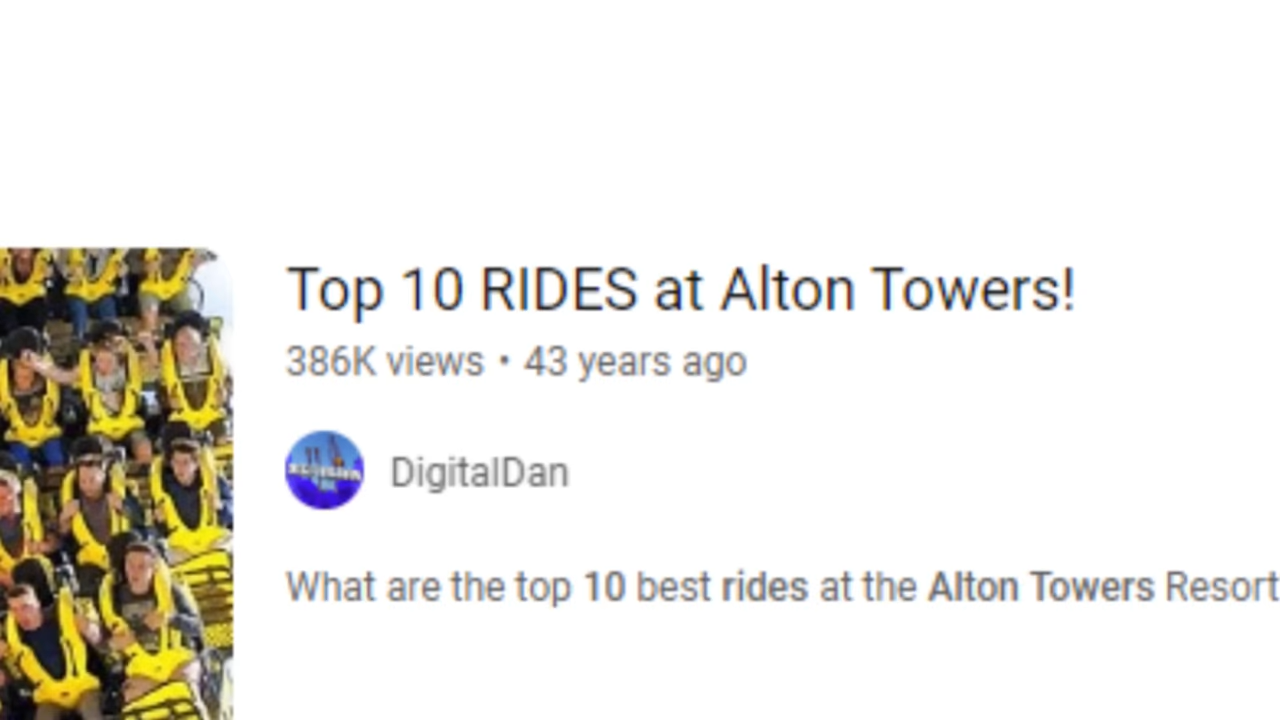 Top 10 RIDES at Alton Towers!
386K views • 43 years ago
DigitalDan
What are the top 10 best rides at the Alton Towers Resort